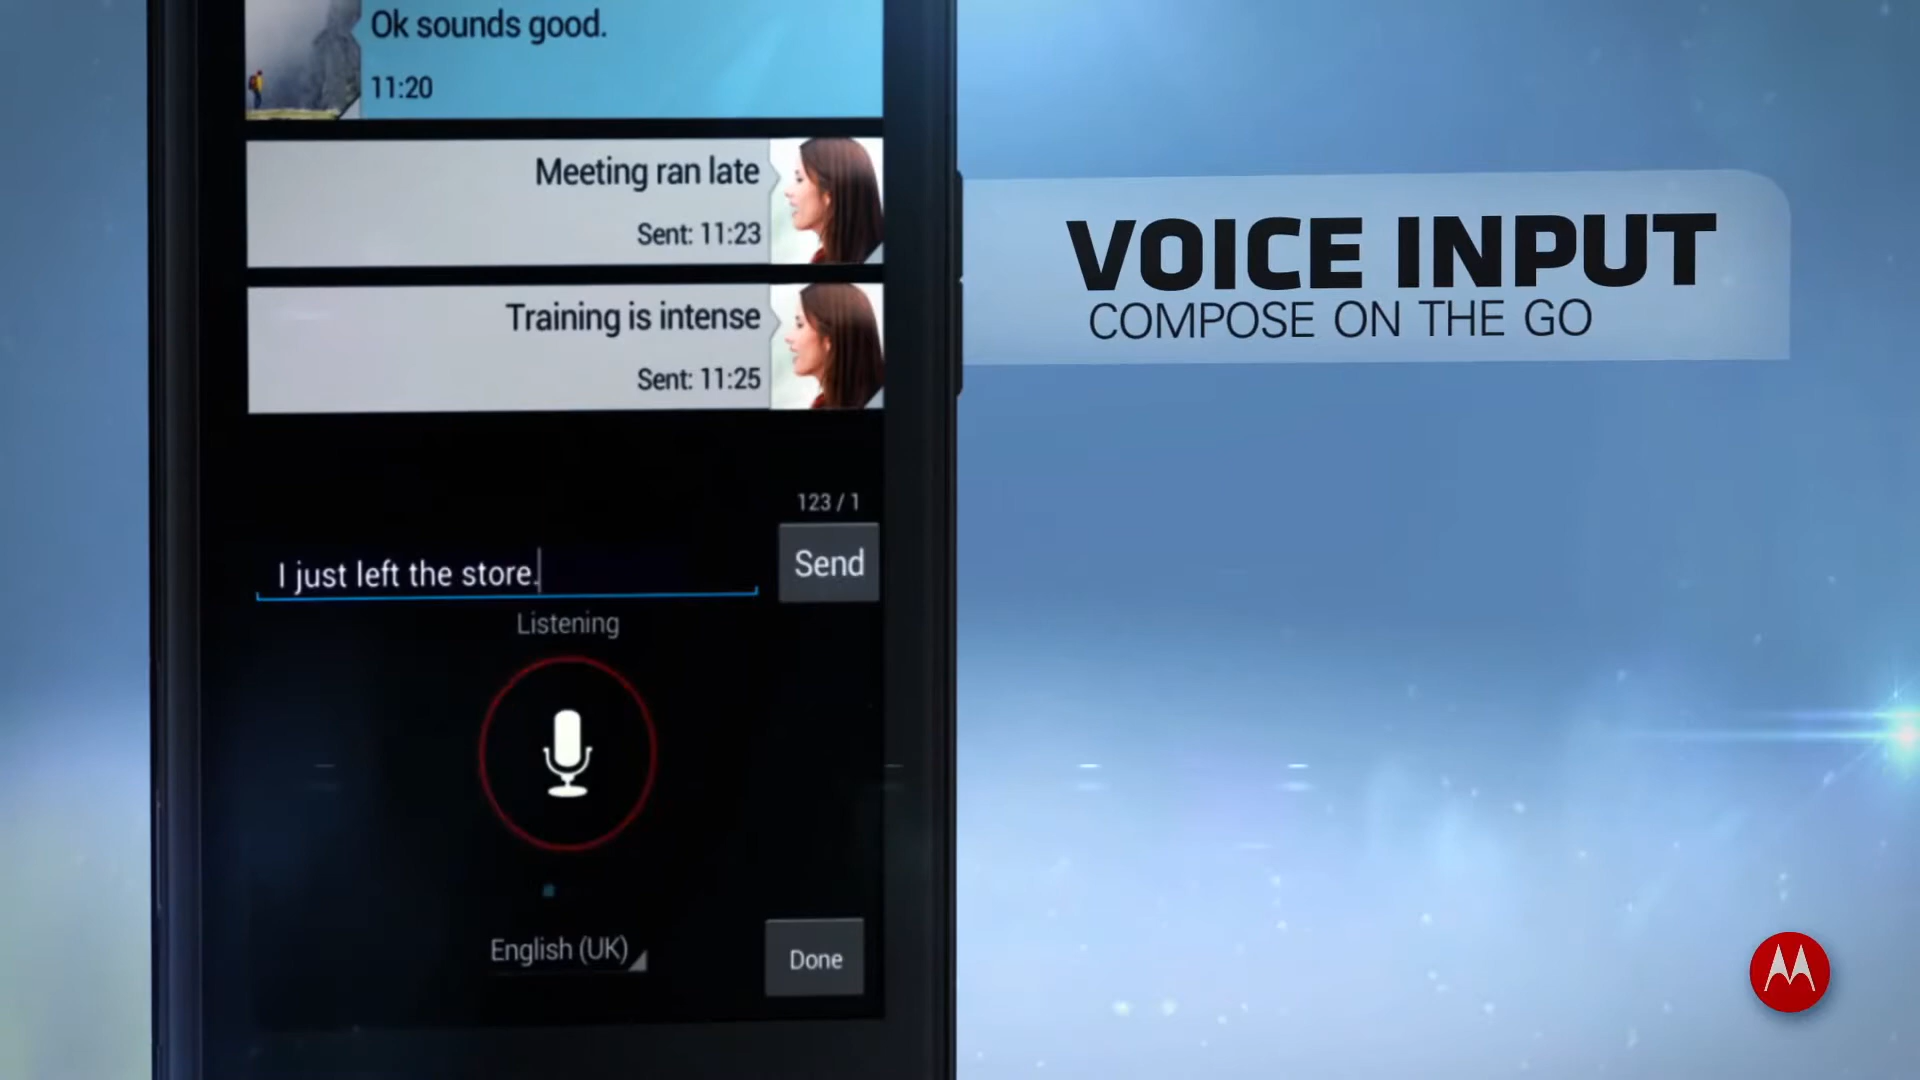 Ok sounds good.
11:20
Meeting ran late
Sent: 11:23
Training is intense
Sent: 11:25
123 / 1
I just left the store.
Send
Listening
English (UK)
Done
VOICE INPUT
COMPOSE ON THE GO